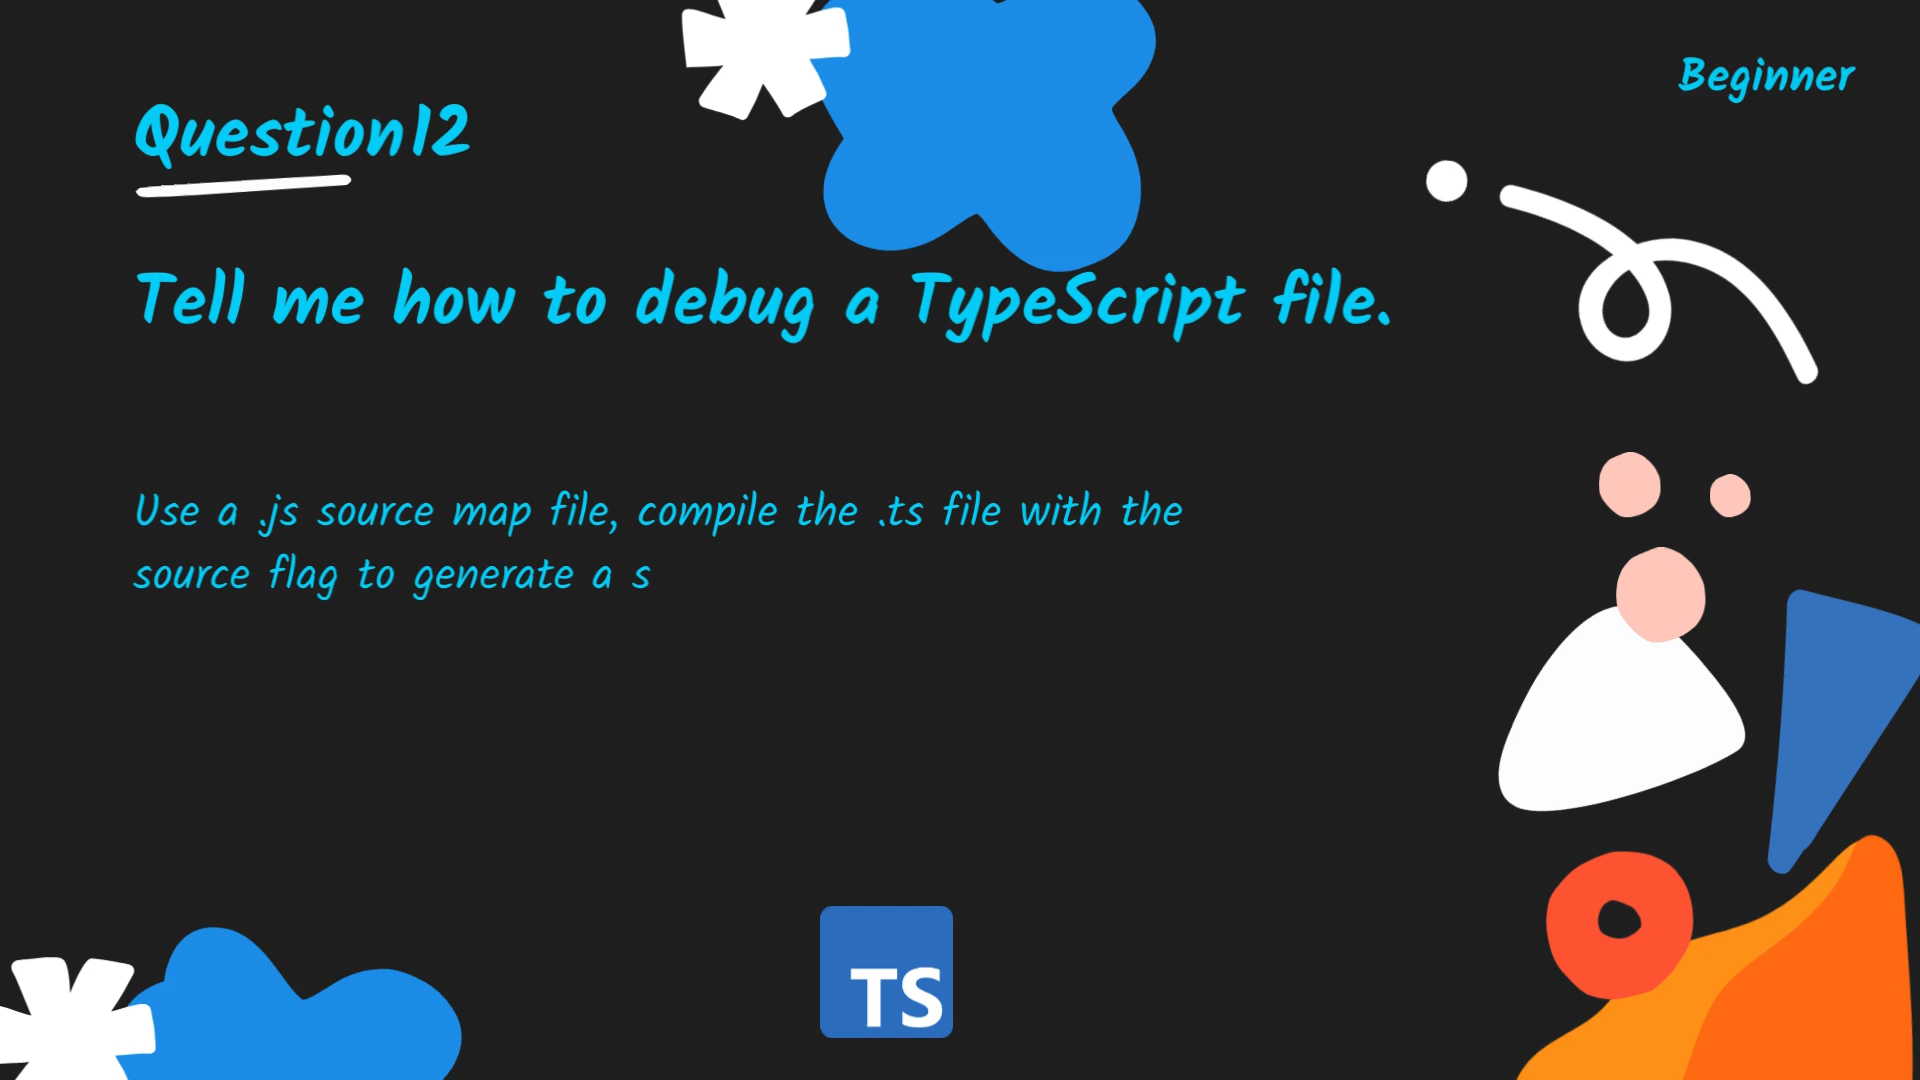 Beginner
Question12
Tell me how to debug a TypeScript file.
Use a .js source map file, compile the .ts file with the
source flag to generate a s
TS